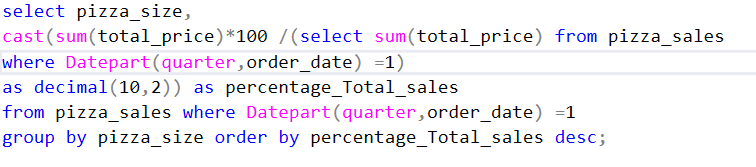 select pizza_size,
cast(sum(total_price)*100 /(select sum(total_price) from pizza_sales
where Datepart(quarter,order_date) =1)
as decimal(10,2)) as percentage_Total_sales
from pizza_sales where Datepart(quarter,order_date) =1
group by pizza_size order by percentage_Total_sales desc;